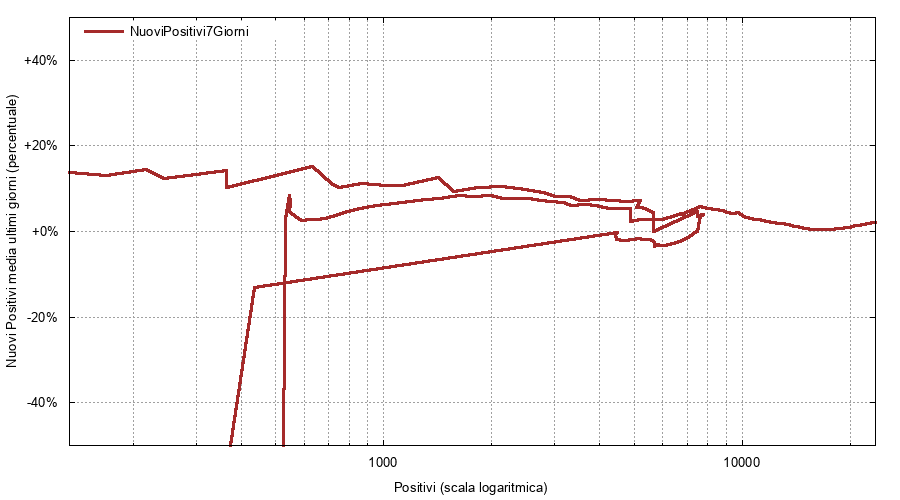 NuoviPositivi7Giorni
Nuovi Positivi media ultimi giorni (percentuale)
+40%
+20%
+0%
-20%
-40%
1000
10000
Positivi (scala logaritmica)